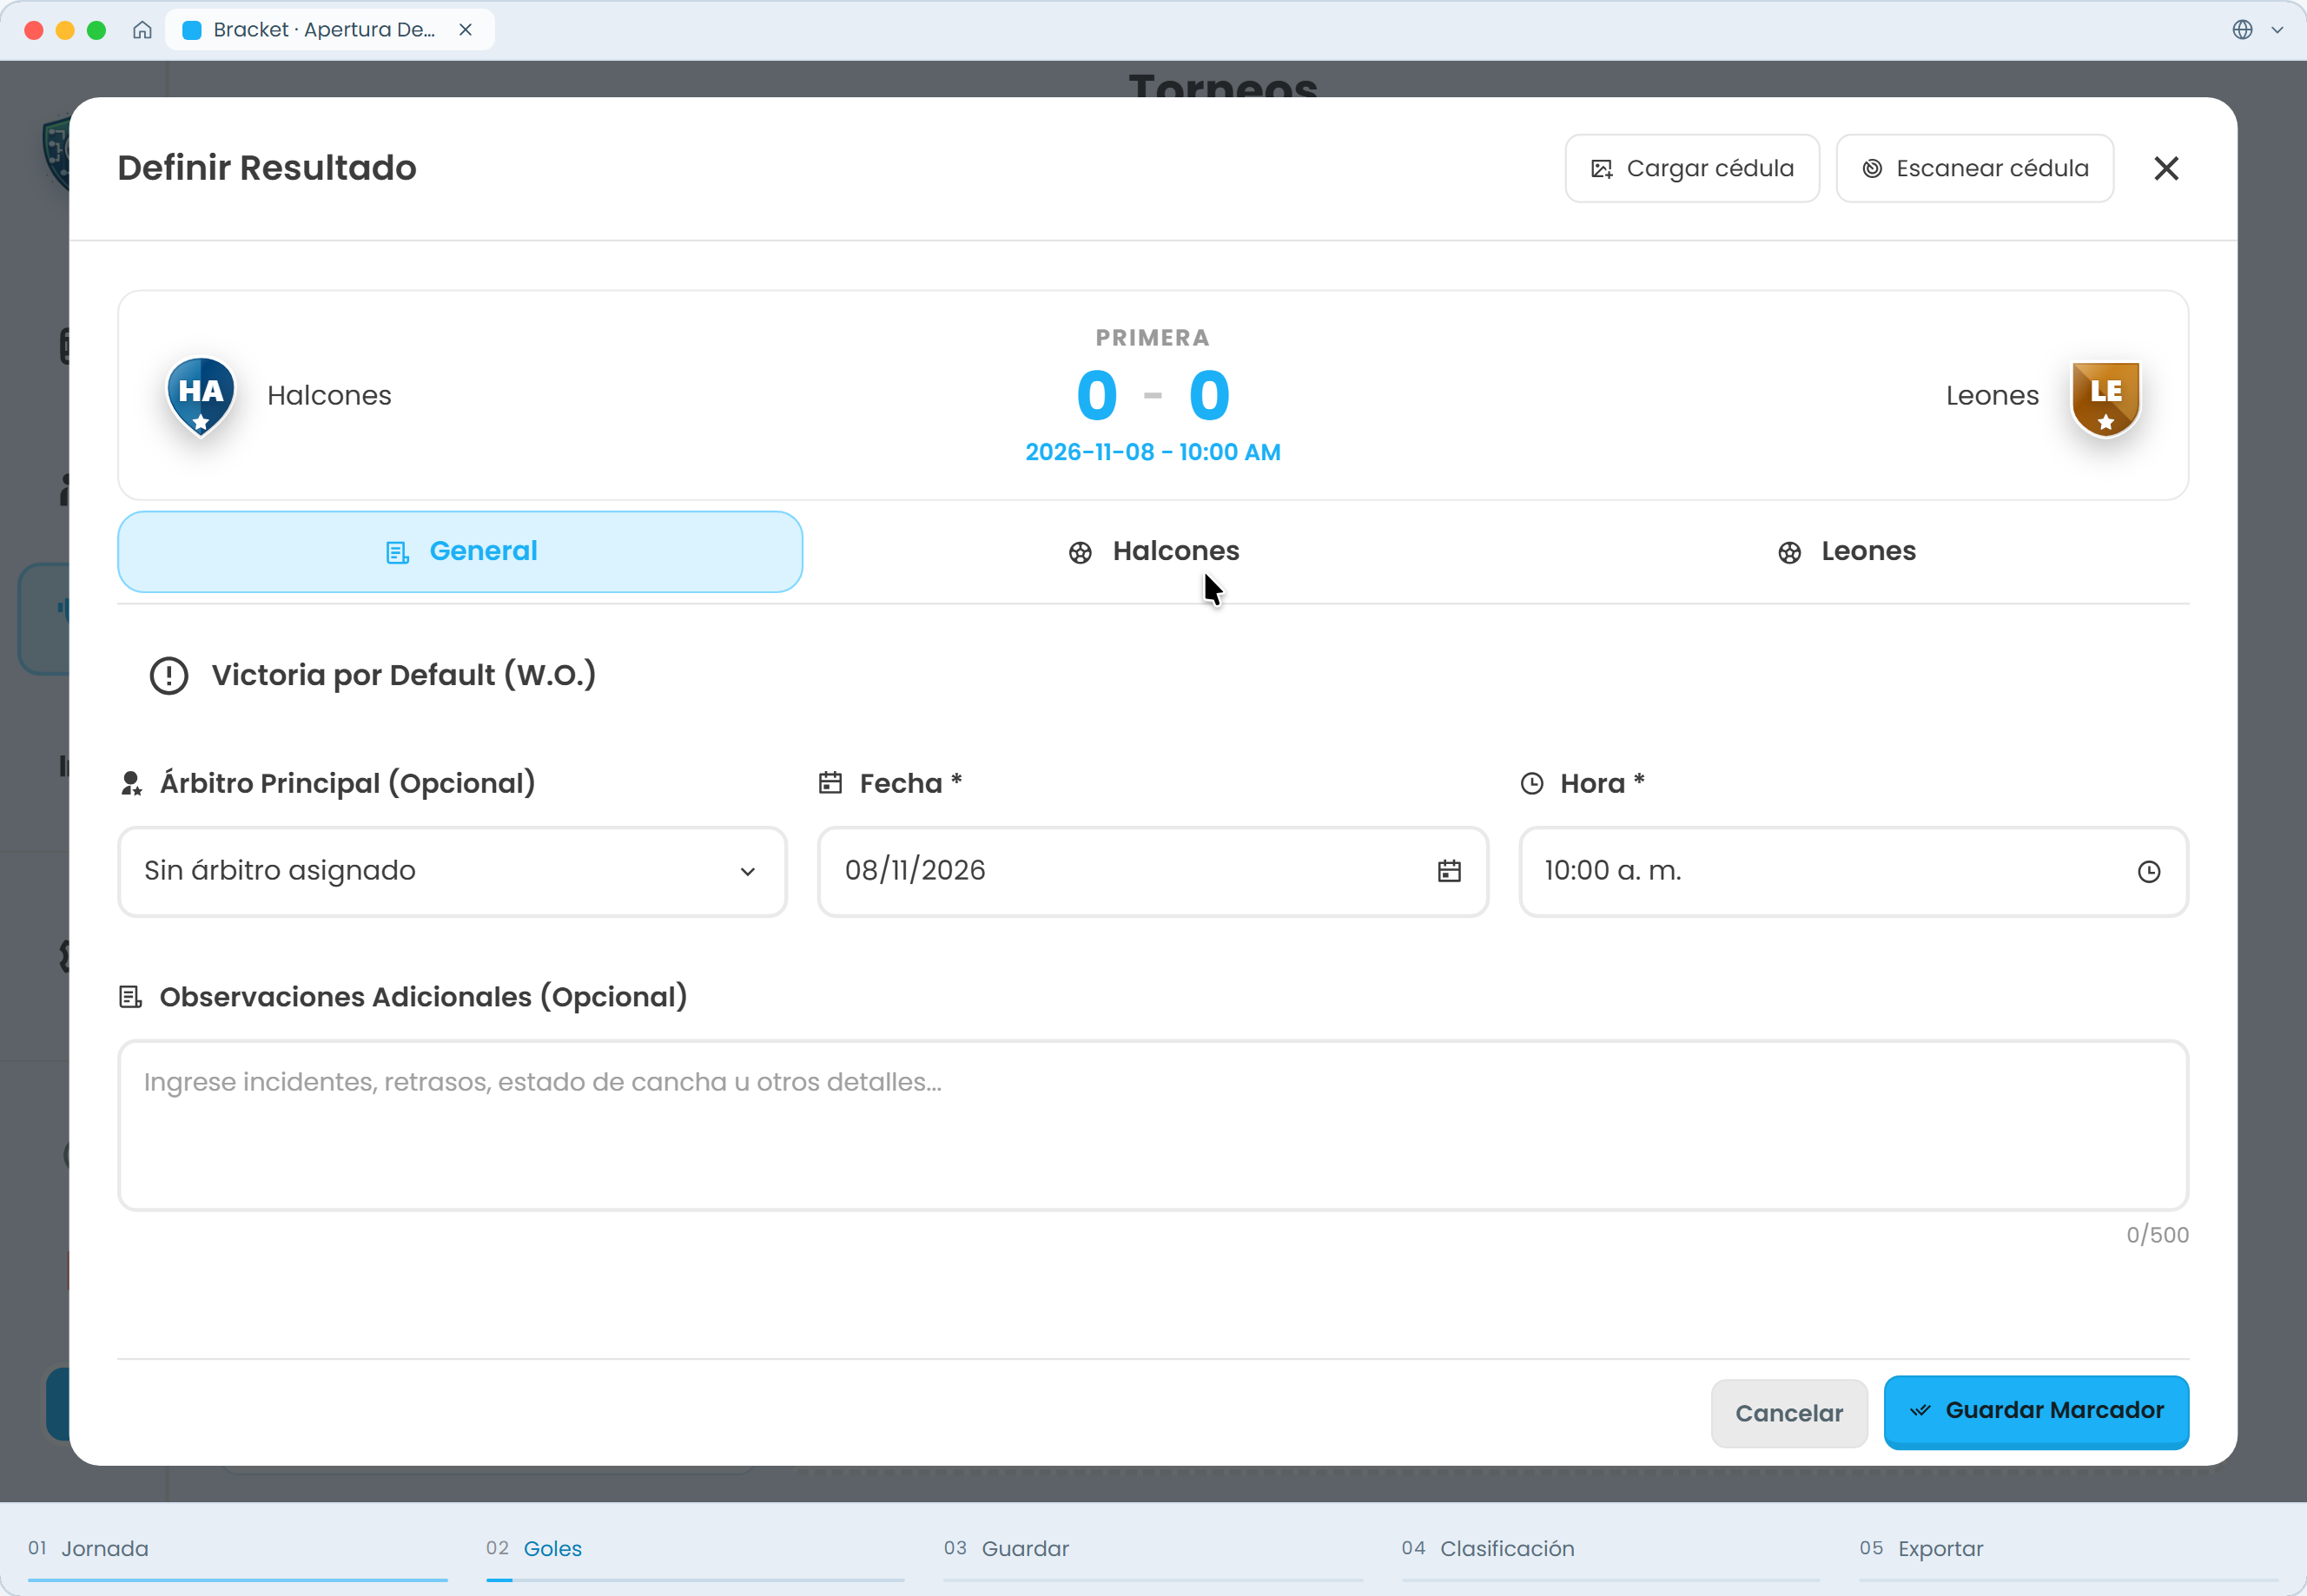 Bracket · Apertura De...
Torneos
Definir Resultado
Cargar cédula
Escanear cédula
PRIMERA
HA
Halcones
0 - 0
Leones
LE
2026-11-08 - 10:00 AM
General
Halcones
Leones
Victoria por Default (W.O.)
Árbitro Principal (Opcional)
Fecha *
Hora *
Sin árbitro asignado
08/11/2026
10:00 a. m.
Observaciones Adicionales (Opcional)
Ingrese incidentes, retrasos, estado de cancha u otros detalles...
0/500
Cancelar
Guardar Marcador
01 Jornada
02 Goles
03 Guardar
04 Clasificación
05 Exportar